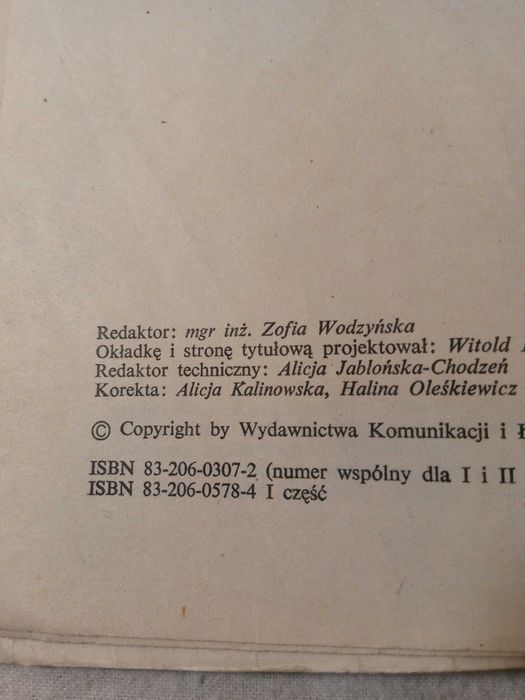 Redaktor: mgr inż. Zofia Wodzyńska
Okładkę i stronę tytułową projektował: Witold
Redaktor techniczny: Alicja Jabłońska-Chodzeń
Korekta: Alicja Kalinowska, Halina Oleśkiewicz
© Copyright by Wydawnictwa Komunikacji i
ISBN 83-206-0307-2 (numer wspólny dla I i II
ISBN 83-206-0578-4 I część